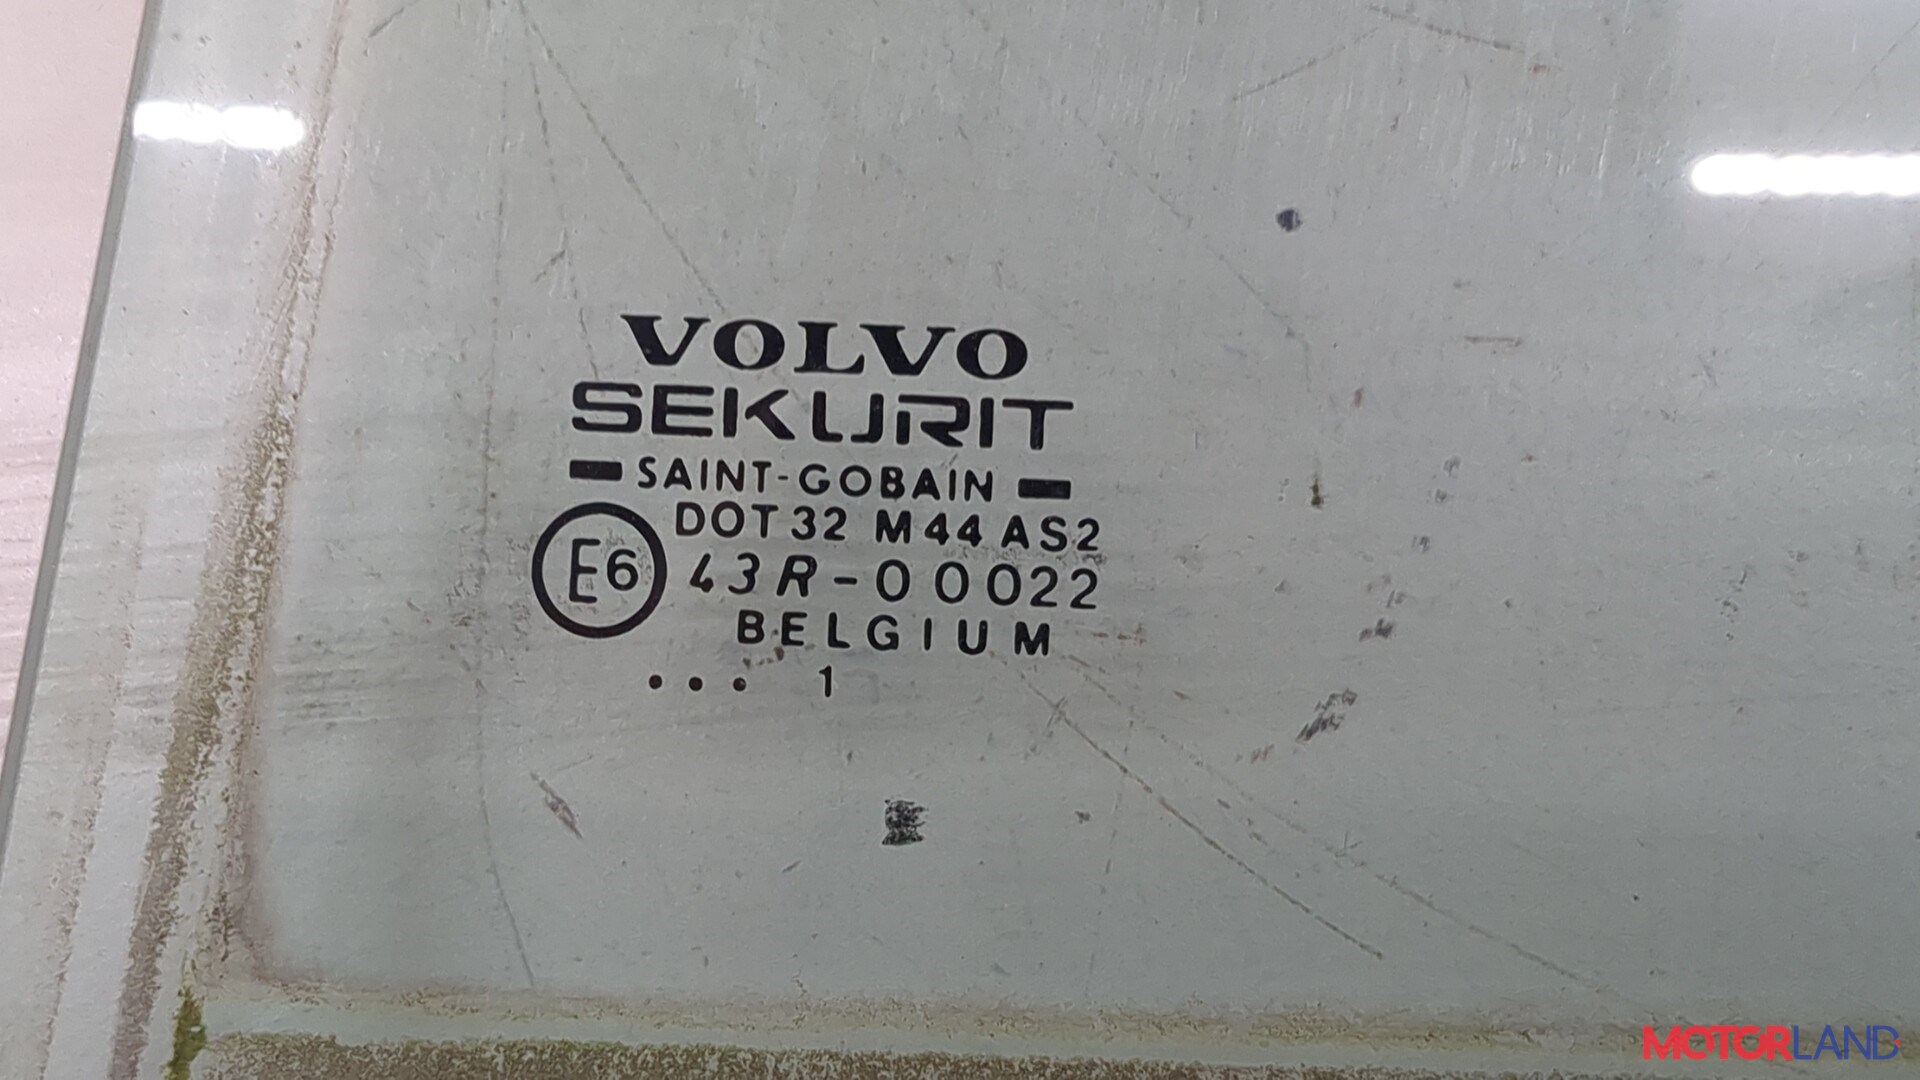 VOLVO
SEKURIT
SAINT-GOBAIN
DOT 32 M44 AS2
E6 43R-00022
BELGIUM
... 1
MOTORLAND